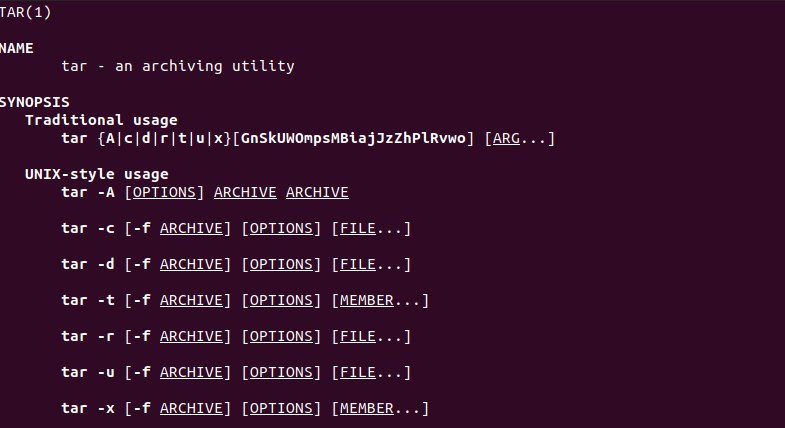 TAR(1)
NAME
tar - an archiving utility
SYNOPSIS
Traditional usage
tar {A|c|d|r|t|u|x}[GnSkUWOmpsMBiajJzZhPlRvwo] [ARG...]
UNIX-style usage
tar -A [OPTIONS] ARCHIVE ARCHIVE
tar -c [-f ARCHIVE] [OPTIONS] [FILE...]
tar -d [-f ARCHIVE] [OPTIONS] [FILE...]
tar -t [-f ARCHIVE] [OPTIONS] [MEMBER...]
tar -r [-f ARCHIVE] [OPTIONS] [FILE...]
tar -u [-f ARCHIVE] [OPTIONS] [FILE...]
tar -x [-f ARCHIVE] [OPTIONS] [MEMBER...]